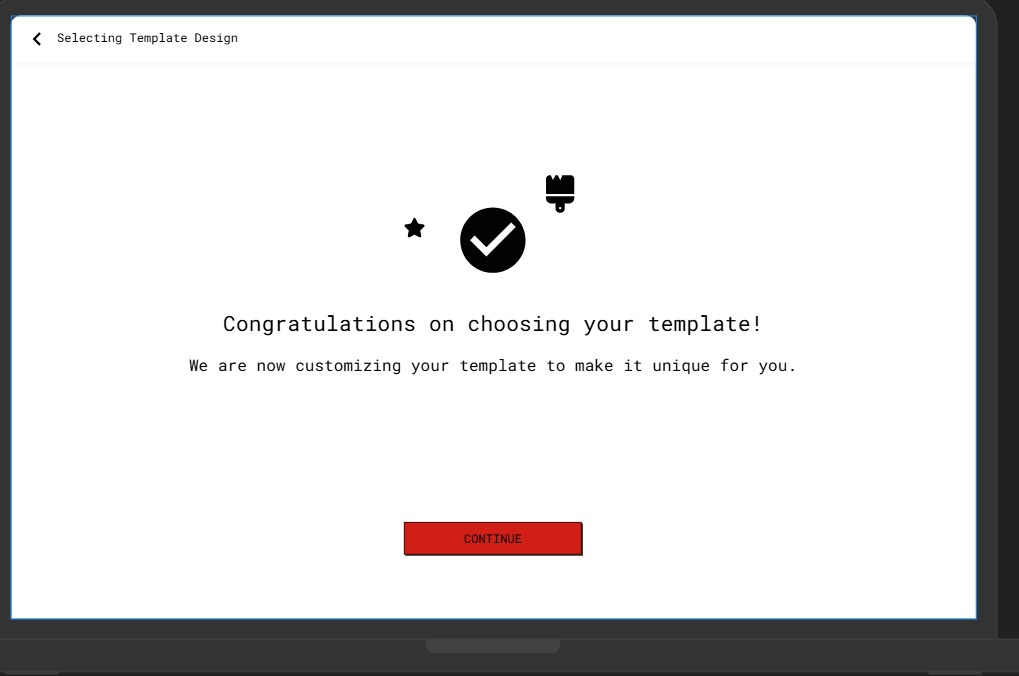 Selecting Template Design
Congratulations on choosing your template!
We are now customizing your template to make it unique for you.
CONTINUE